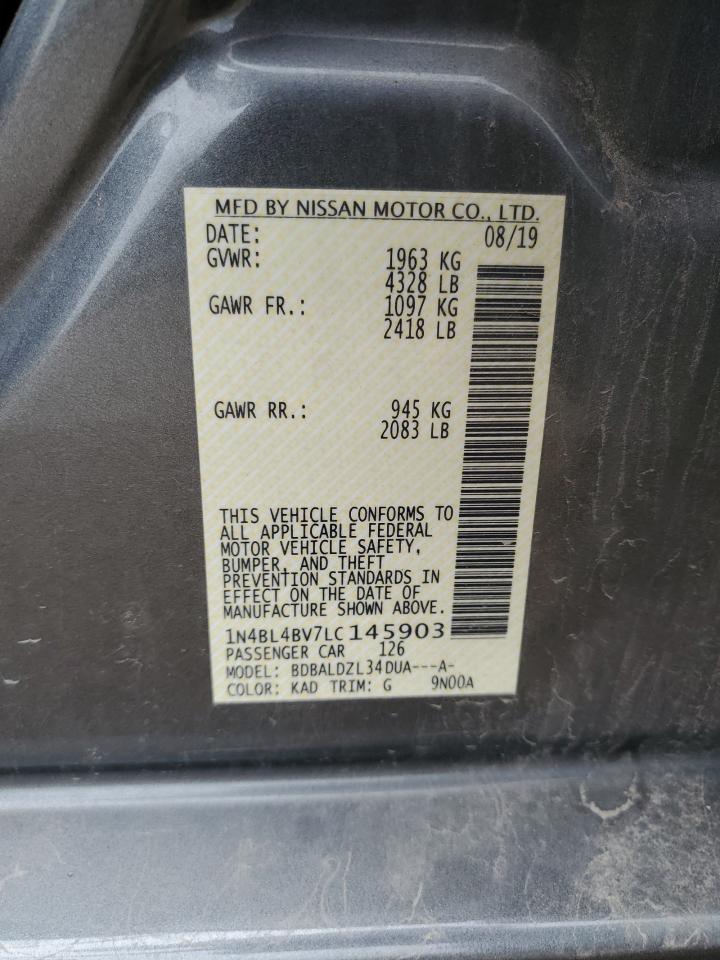 MFD BY NISSAN MOTOR CO., LTD.
DATE: 08/19
GVWR: 1963 KG
4328 LB
GAWR FR.: 1097 KG
2418 LB
GAWR RR.: 945 KG
2083 LB
THIS VEHICLE CONFORMS TO
ALL APPLICABLE FEDERAL
MOTOR VEHICLE SAFETY,
BUMPER, AND THEFT
PREVENTION STANDARDS IN
EFFECT ON THE DATE OF
MANUFACTURE SHOWN ABOVE.
1N4BL4BV7LC145903
PASSENGER CAR 126
MODEL: BDBALDZL34DUA---A-
COLOR: KAD TRIM: G 9N00A